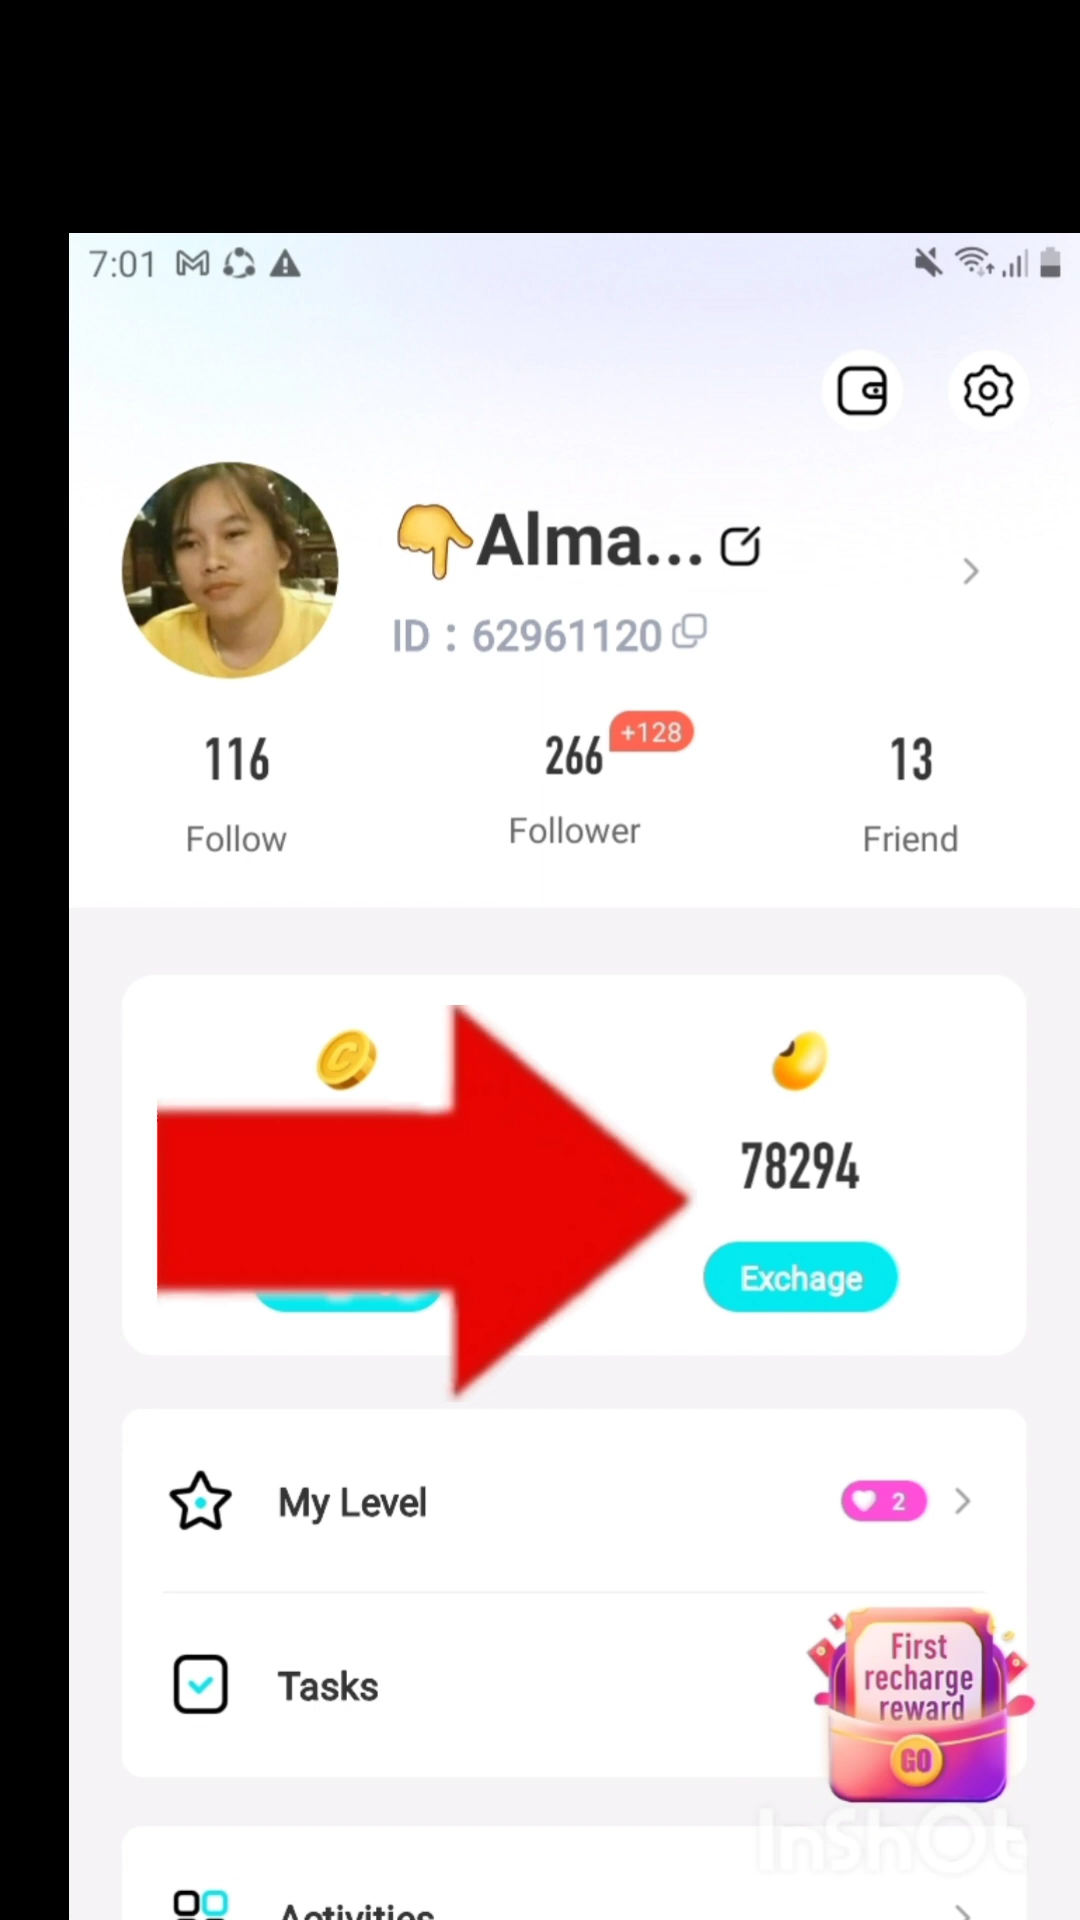 7:01
Alma...
ID : 62961120
116
266
+128
13
Follow
Follower
Friend
78294
Exchage
My Level
2
Tasks
First
recharge
reward
GO
InShOt
Activities